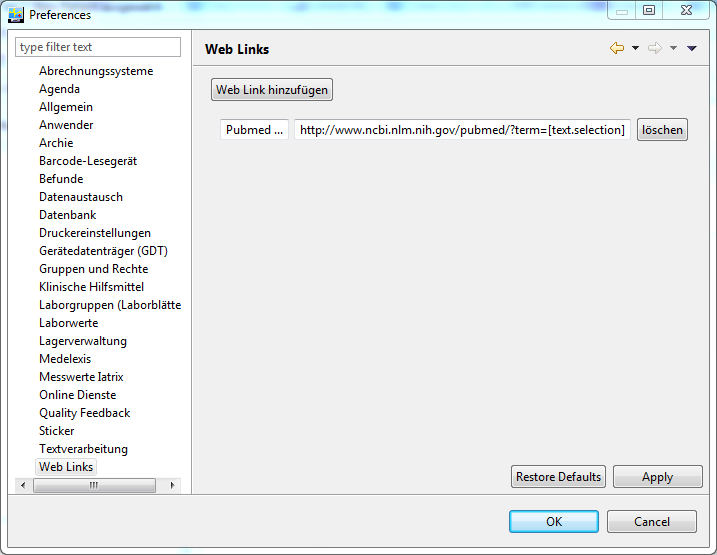 Preferences
type filter text
Abrechnungssysteme
Agenda
Allgemein
Anwender
Archie
Barcode-Lesegerät
Befunde
Datenaustausch
Datenbank
Druckereinstellungen
Gerätedatenträger (GDT)
Gruppen und Rechte
Klinische Hilfsmittel
Laborgruppen (Laborblätte
Laborwerte
Lagerverwaltung
Medelexis
Messwerte Iatrix
Online Dienste
Quality Feedback
Sticker
Textverarbeitung
Web Links
Web Links
Web Link hinzufügen
Pubmed ... http://www.ncbi.nlm.nih.gov/pubmed/?term=[text.selection] löschen
Restore Defaults Apply
OK Cancel